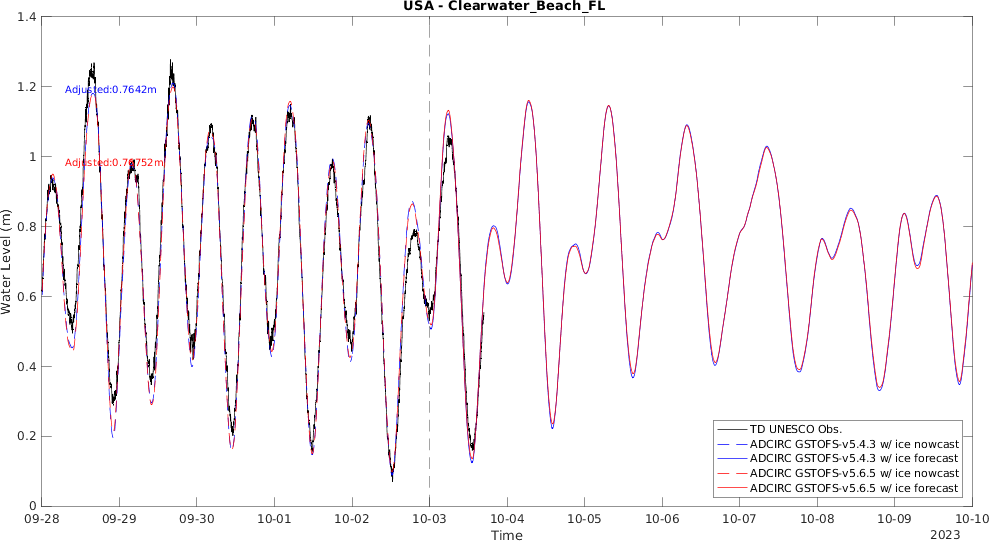 USA - Clearwater_Beach_FL
1.4
1.2
1
0.8
0.6
0.4
0.2
0
Water Level (m)
Adjusted:0.7642m
TD UNESCO Obs.
ADCIRC GSTOFS-v5.4.3 w/ ice nowcast
ADCIRC GSTOFS-v5.4.3 w/ ice forecast
ADCIRC GSTOFS-v5.6.5 w/ ice nowcast
ADCIRC GSTOFS-v5.6.5 w/ ice forecast
09-28 09-29 09-30 10-01 10-02 10-03 10-04 10-05 10-06 10-07 10-08 10-09 10-10
Time
2023